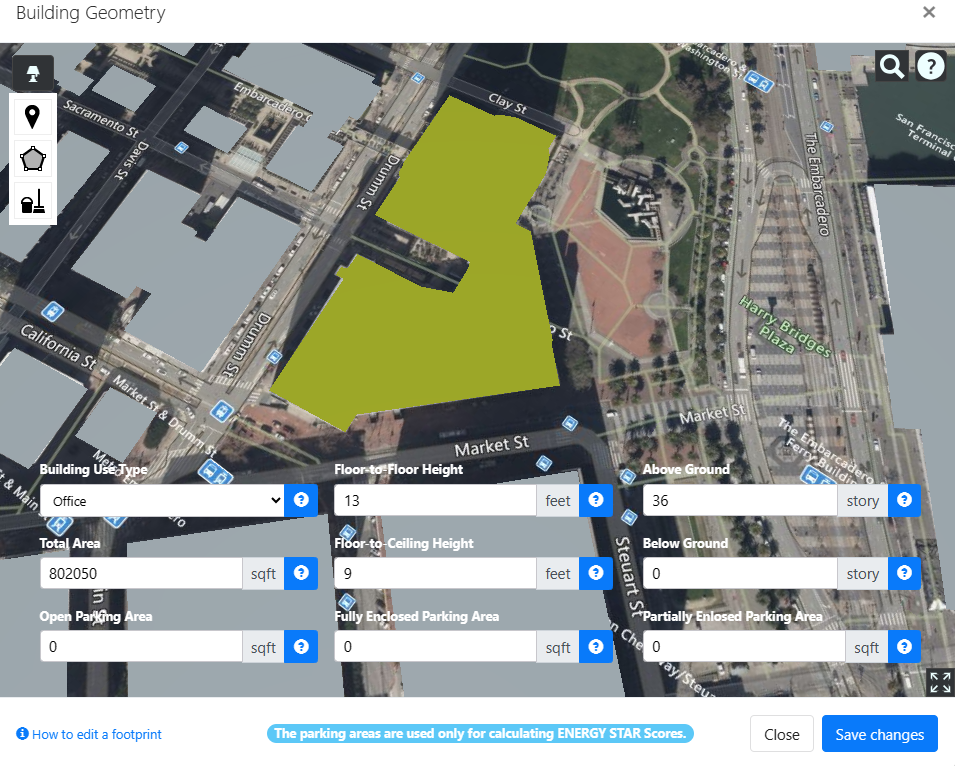 Building Geometry
×
Embarcadero &
Washington St
Clay St
Embarcadero
Sacramento St
Davis St
Drumm St
San Francisco
Terminal
The Embarcadero
Harry Bridges
Plaza
Drumm St
California St
Market St & Drumm St
Market St
Market St
The Embarcadero
Building Use Type
Floor-to-Floor Height
Above Ground
Office
13
feet
36
story
Total Area
Floor-to-Ceiling Height
Below Ground
802050
sqft
9
feet
0
story
Steuart St
Open Parking Area
Fully Enclosed Parking Area
Partially Enlosed Parking Area
0
sqft
0
sqft
0
sqft
How to edit a footprint
The parking areas are used only for calculating ENERGY STAR Scores.
Close
Save changes